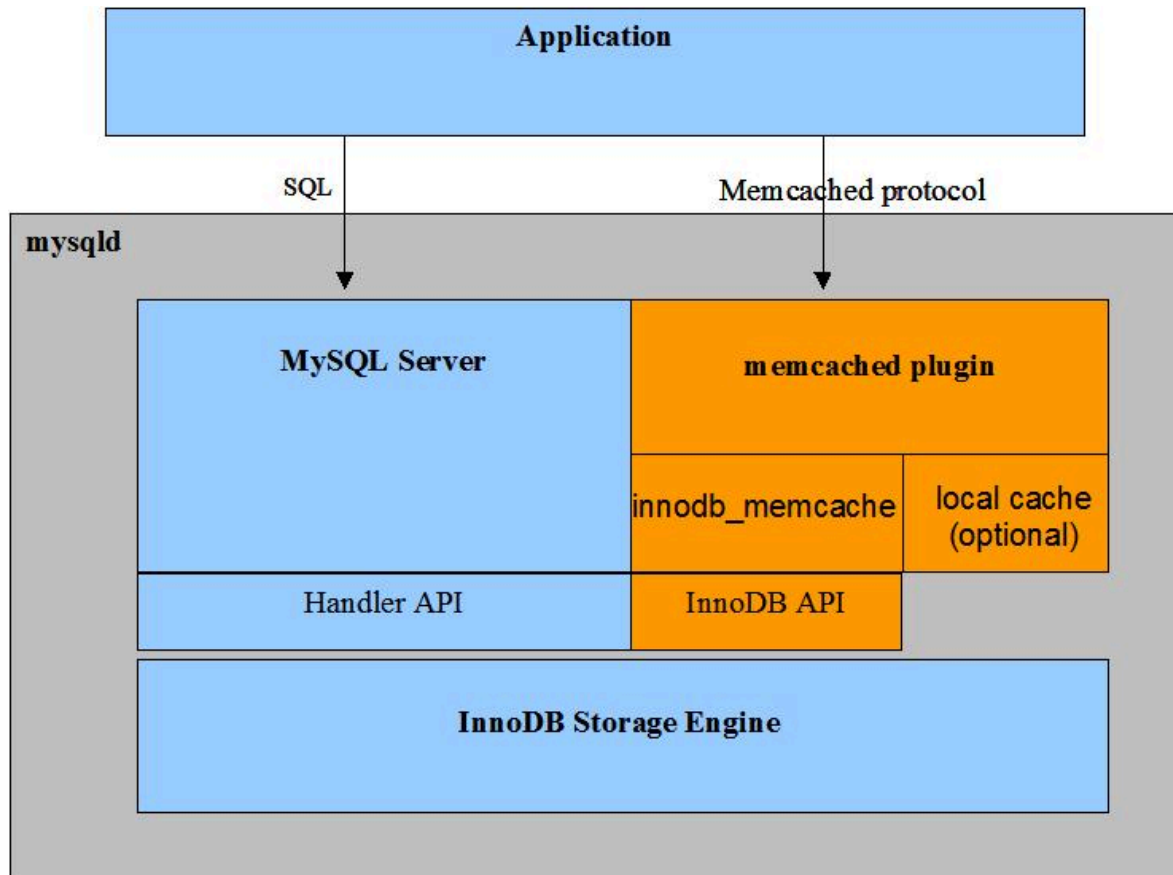 Application
SQL
Memcached protocol
mysqld
MySQL Server
memcached plugin
innodb_memcache
local cache
(optional)
Handler API
InnoDB API
InnoDB Storage Engine